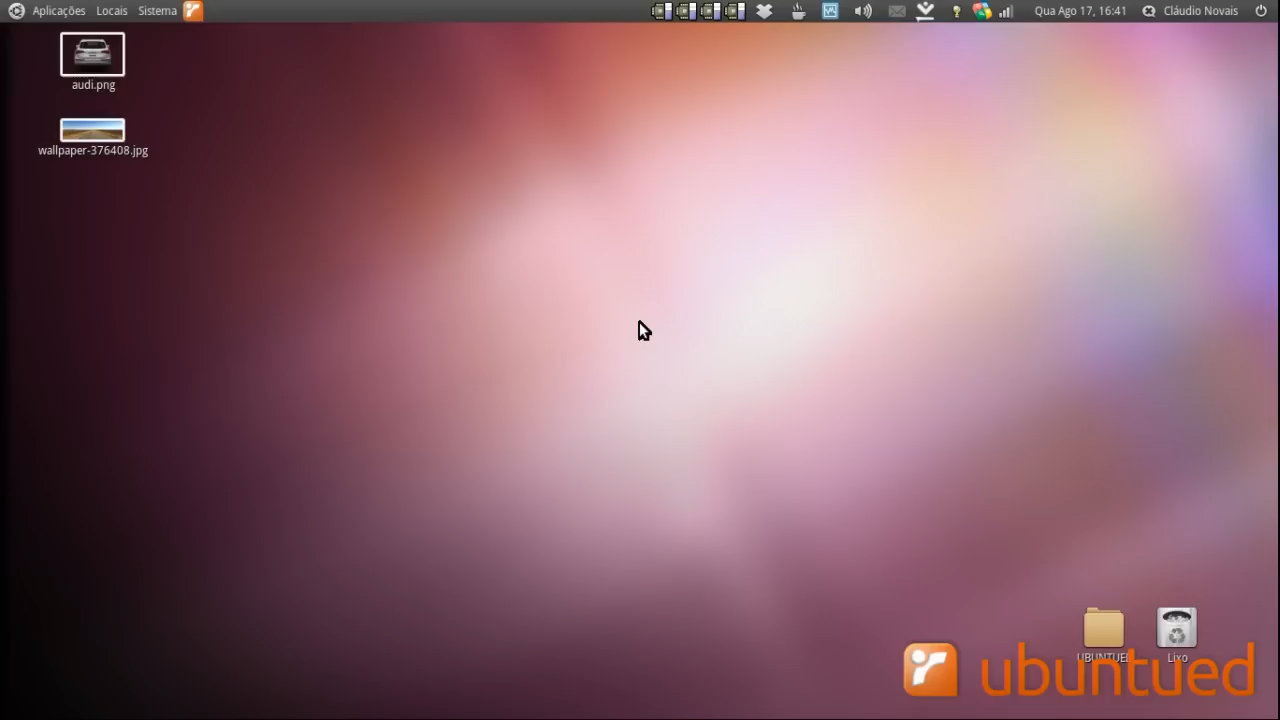 Aplicações Locais Sistema Qua Ago 17, 16:41 Cláudio Novais
audi.png
wallpaper-376408.jpg
UBUNTUED Lixo
ubuntued